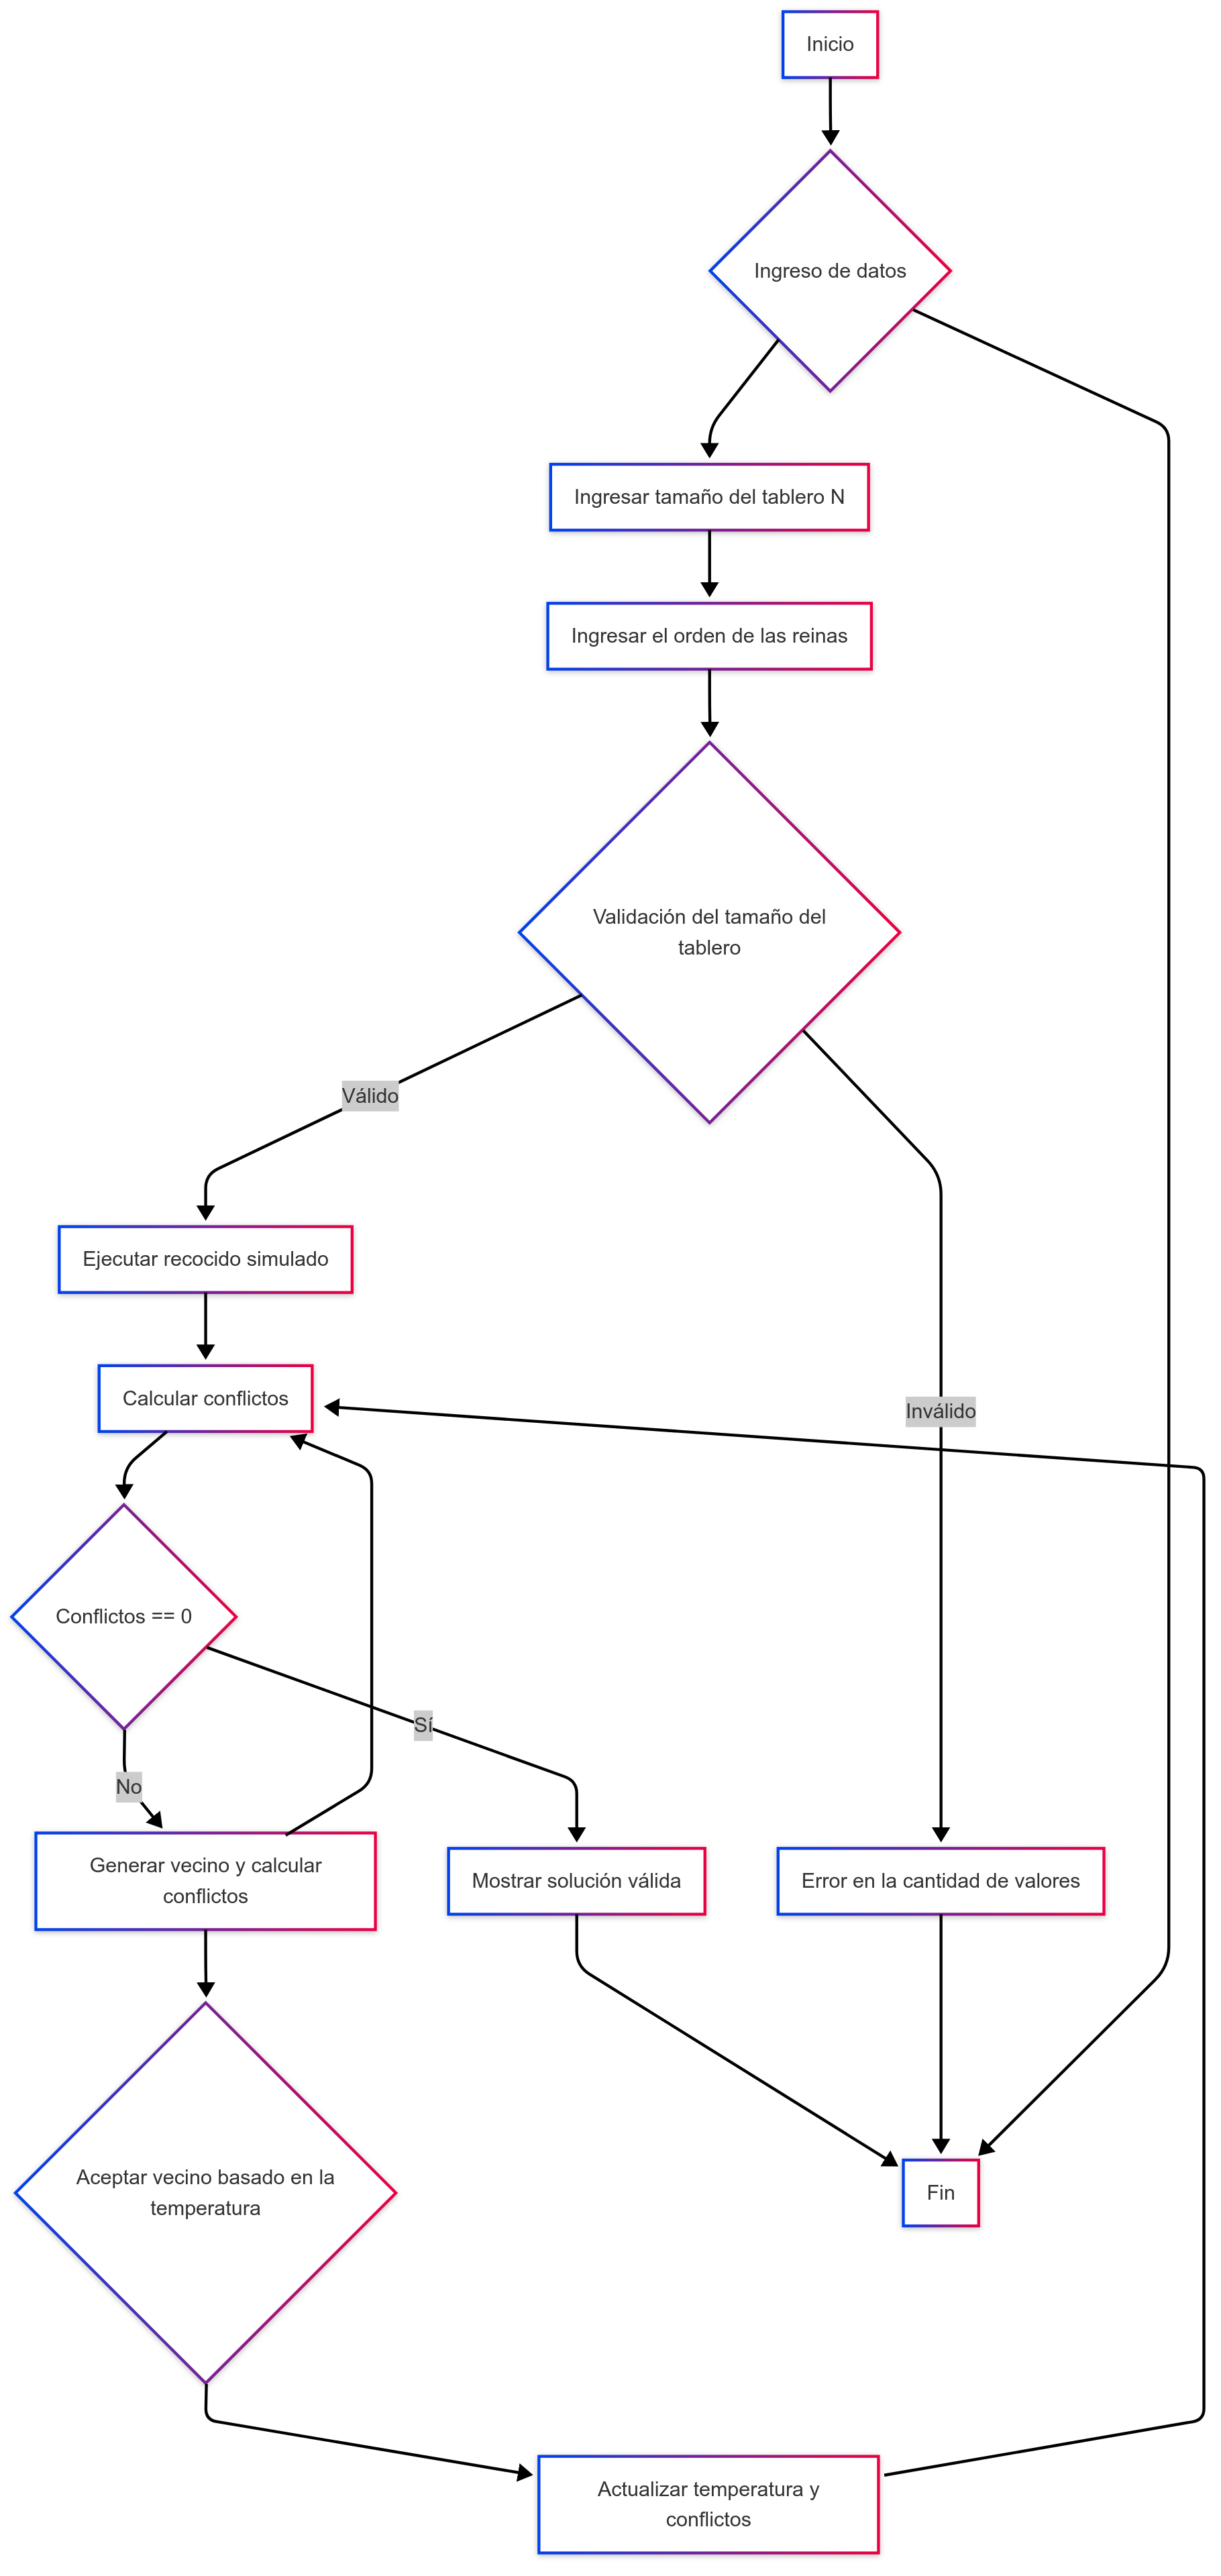 Inicio
Ingreso de datos
Ingresar tamaño del tablero N
Ingresar el orden de las reinas
Validación del tamaño del
tablero
Válido
Ejecutar recocido simulado
Calcular conflictos
Inválido
Conflictos == 0
Sí
No
Generar vecino y calcular
conflictos
Mostrar solución válida
Error en la cantidad de valores
Aceptar vecino basado en la
temperatura
Fin
Actualizar temperatura y
conflictos